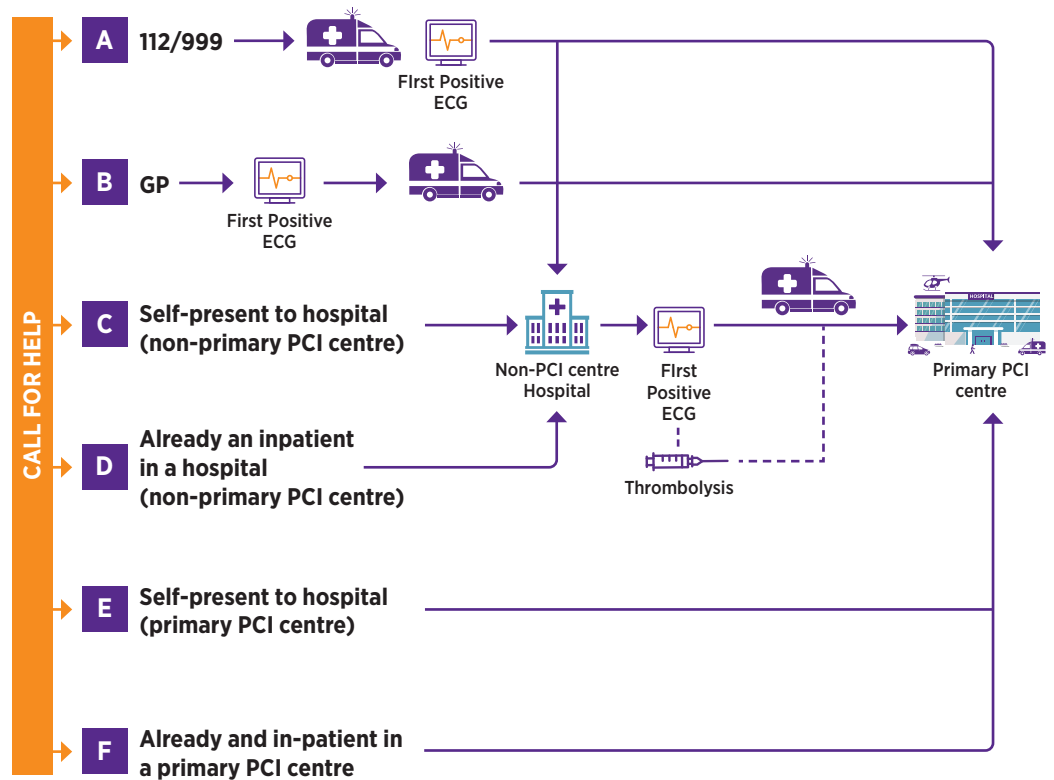 CALL FOR HELP
A
112/999
FIrst Positive
ECG
B
GP
First Positive
ECG
C
Self-present to hospital
(non-primary PCI centre)
Non-PCI centre
Hospital
FIrst
Positive
ECG
HOSPITAL
Primary PCI
centre
D
Already an inpatient
in a hospital
(non-primary PCI centre)
Thrombolysis
E
Self-present to hospital
(primary PCI centre)
F
Already and in-patient in
a primary PCI centre